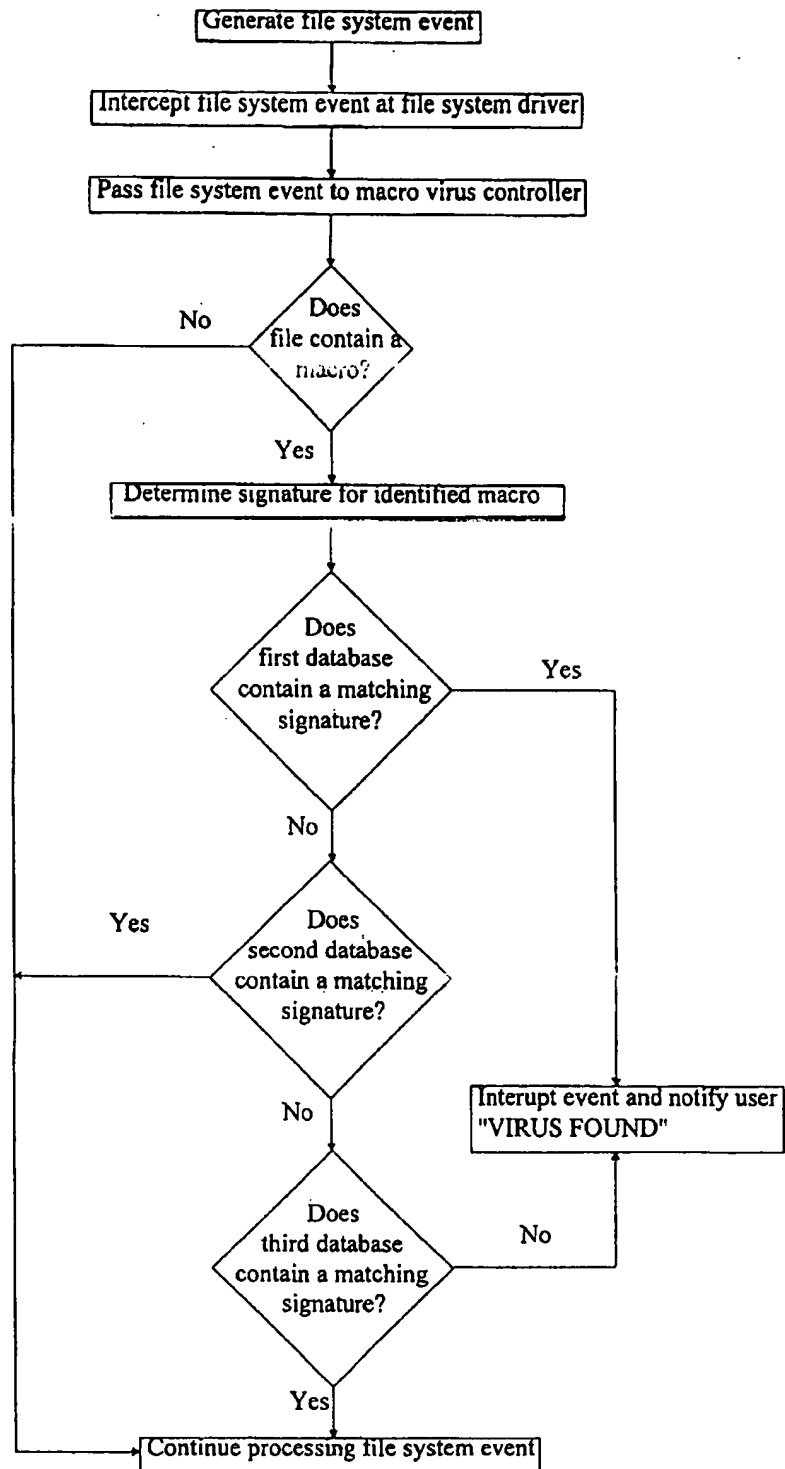 Generate file system event
Intercept file system event at file system driver
Pass file system event to macro virus controller
Does
file contain a
macro?
No
Yes
Determine signature for identified macro
Does
first database
contain a matching
signature?
Yes
No
Does
second database
contain a matching
signature?
Yes
No
Interupt event and notify user
"VIRUS FOUND"
Does
third database
contain a matching
signature?
No
Yes
Continue processing file system event